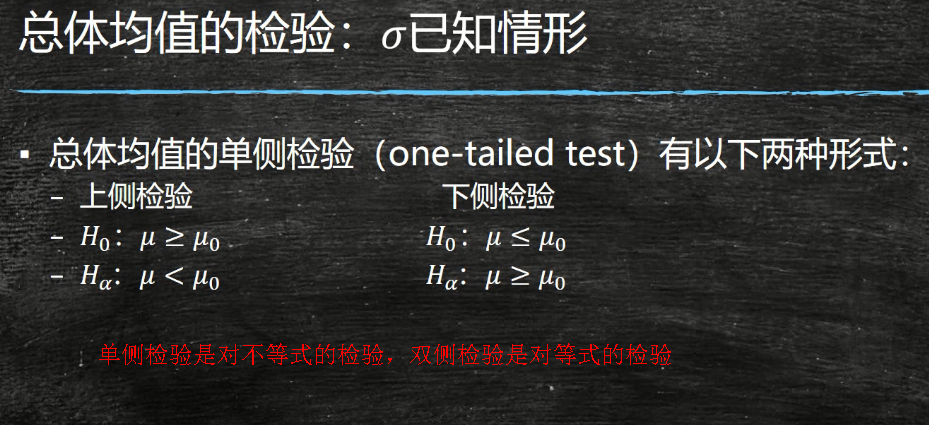 总体均值的检验：σ已知情形
▪ 总体均值的单侧检验（one-tailed test）有以下两种形式：
– 上侧检验 下侧检验
– H₀：μ ≥ μ₀ H₀：μ ≤ μ₀
– Hα：μ < μ₀ Hα：μ ≥ μ₀
单侧检验是对不等式的检验，双侧检验是对等式的检验